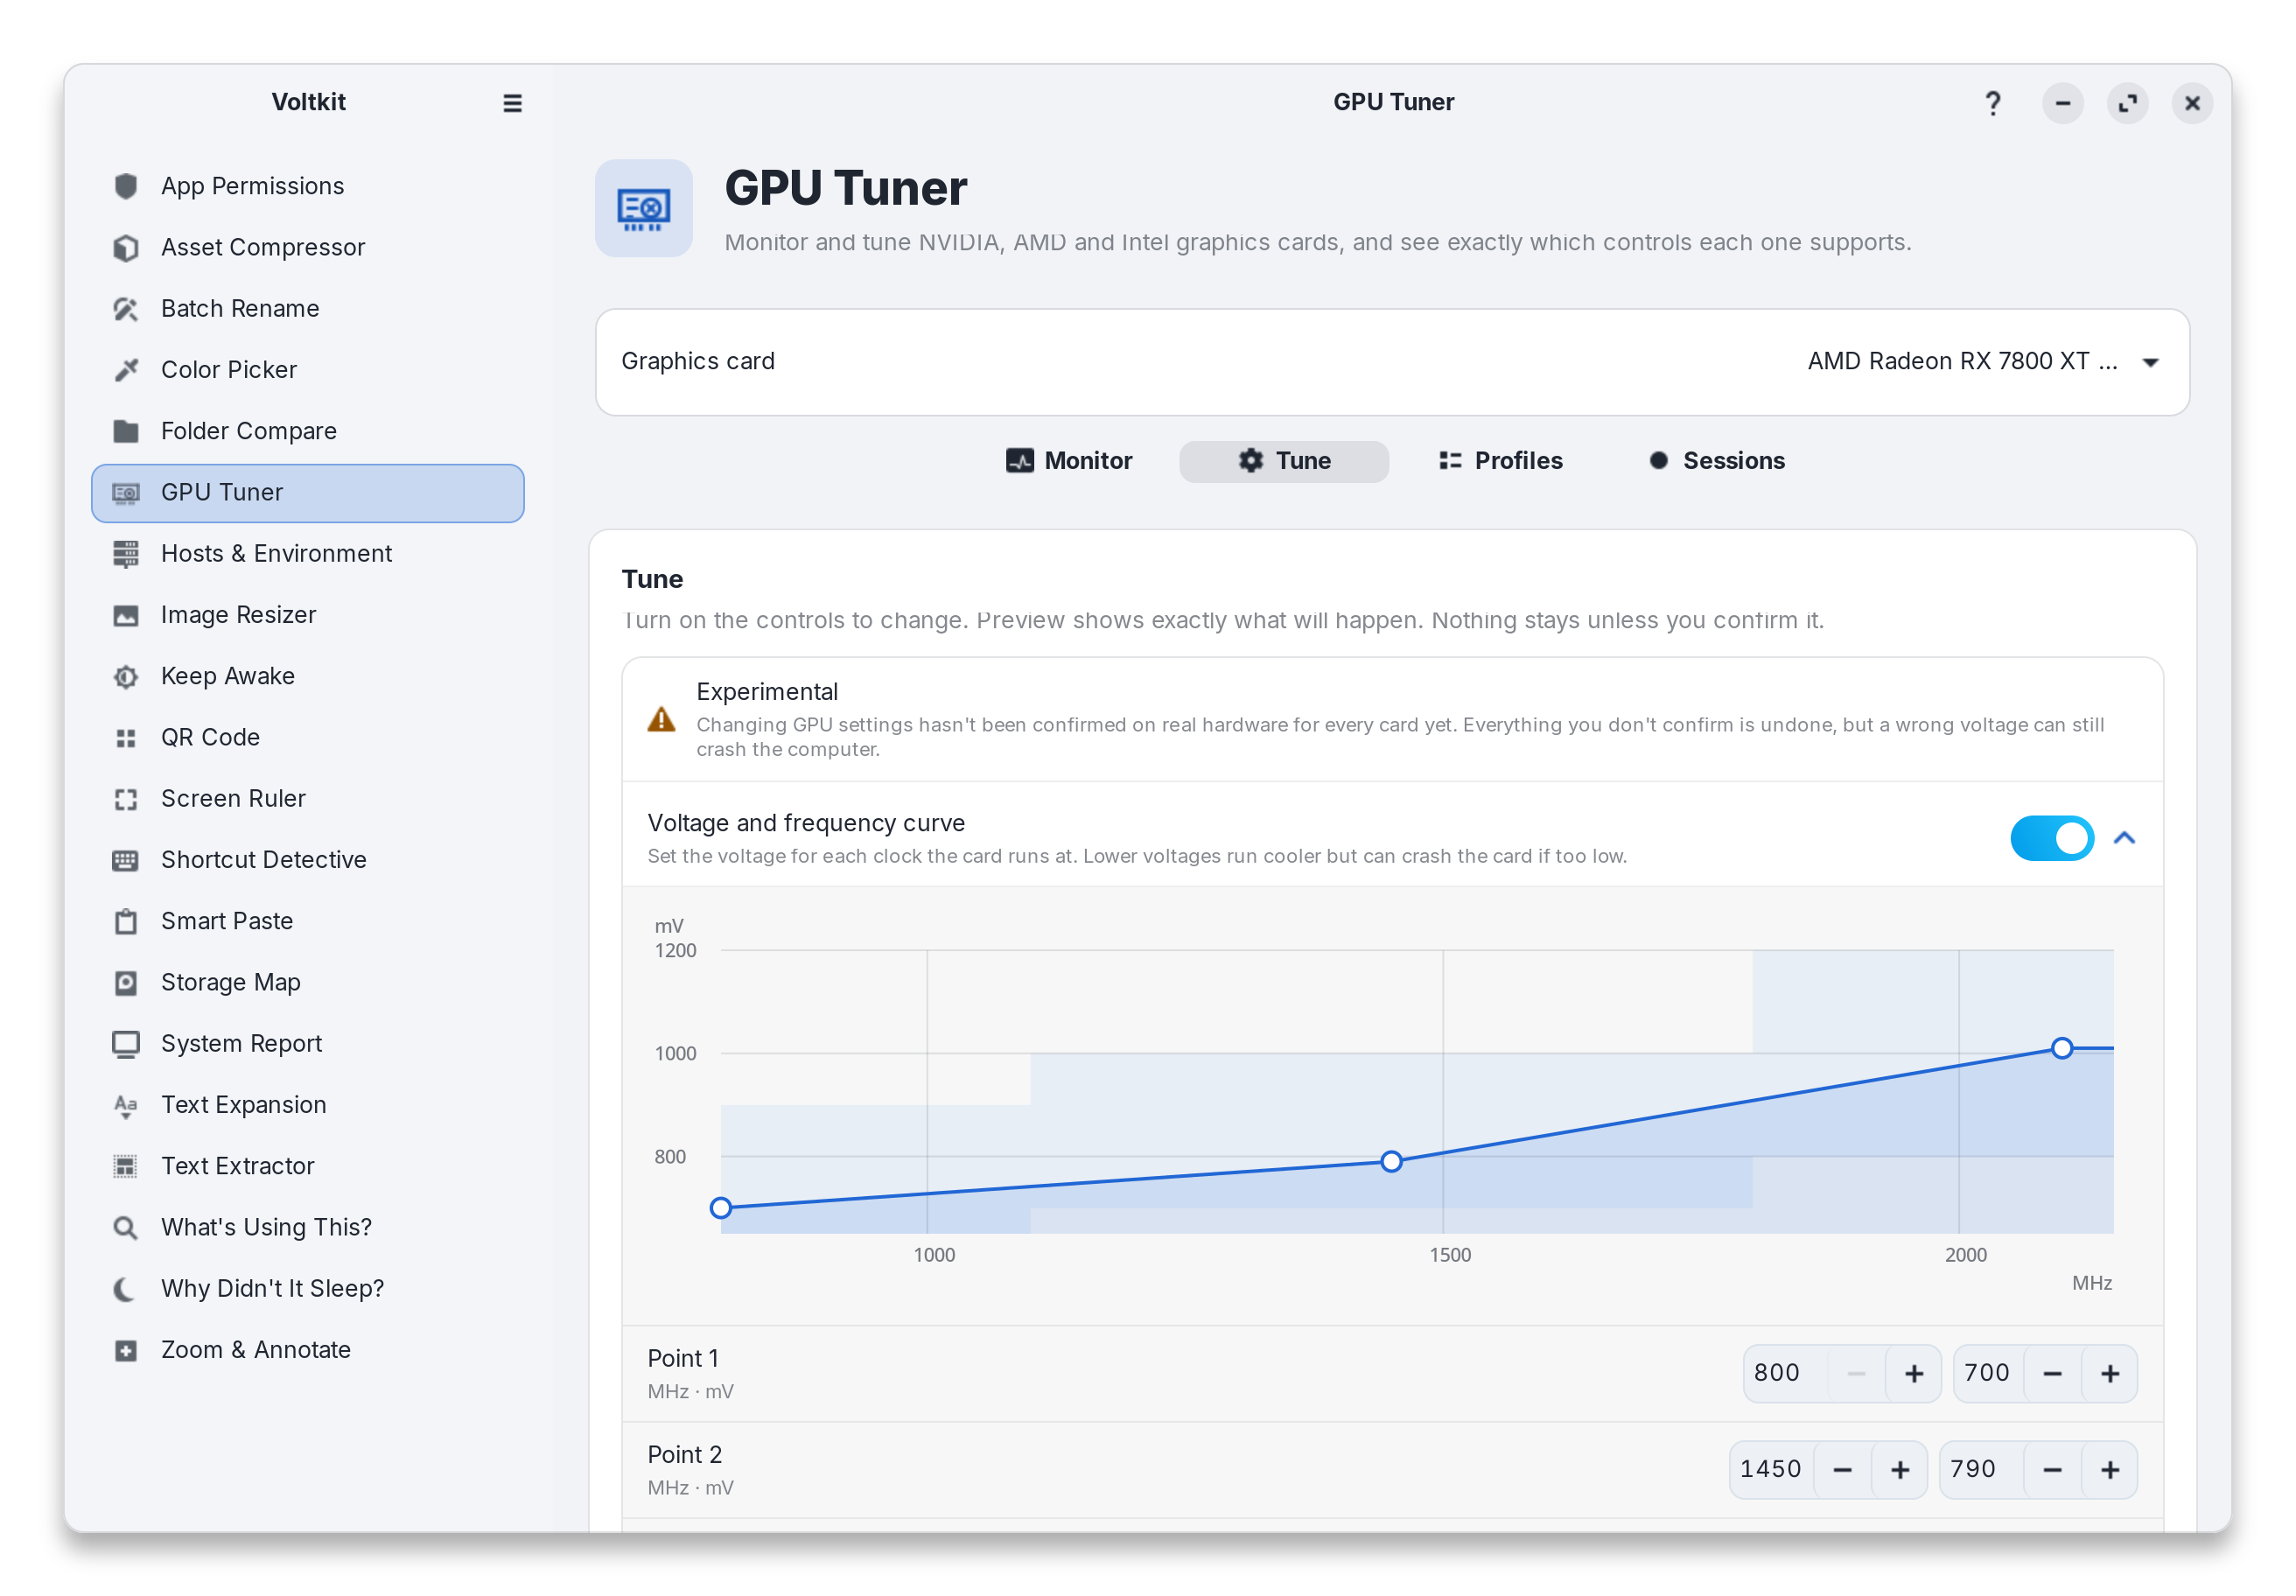 Voltkit
GPU Tuner
?
App Permissions
Asset Compressor
Batch Rename
Color Picker
Folder Compare
GPU Tuner
Hosts & Environment
Image Resizer
Keep Awake
QR Code
Screen Ruler
Shortcut Detective
Smart Paste
Storage Map
System Report
Text Expansion
Text Extractor
What's Using This?
Why Didn't It Sleep?
Zoom & Annotate
GPU Tuner
Monitor and tune NVIDIA, AMD and Intel graphics cards, and see exactly which controls each one supports.
Graphics card
AMD Radeon RX 7800 XT ...
Monitor
Tune
Profiles
Sessions
Tune
Turn on the controls to change. Preview shows exactly what will happen. Nothing stays unless you confirm it.
Experimental
Changing GPU settings hasn't been confirmed on real hardware for every card yet. Everything you don't confirm is undone, but a wrong voltage can still
crash the computer.
Voltage and frequency curve
Set the voltage for each clock the card runs at. Lower voltages run cooler but can crash the card if too low.
mV
1200
1000
800
1000
1500
2000
MHz
Point 1
MHz · mV
800 − +
700 − +
Point 2
MHz · mV
1450 − +
790 − +